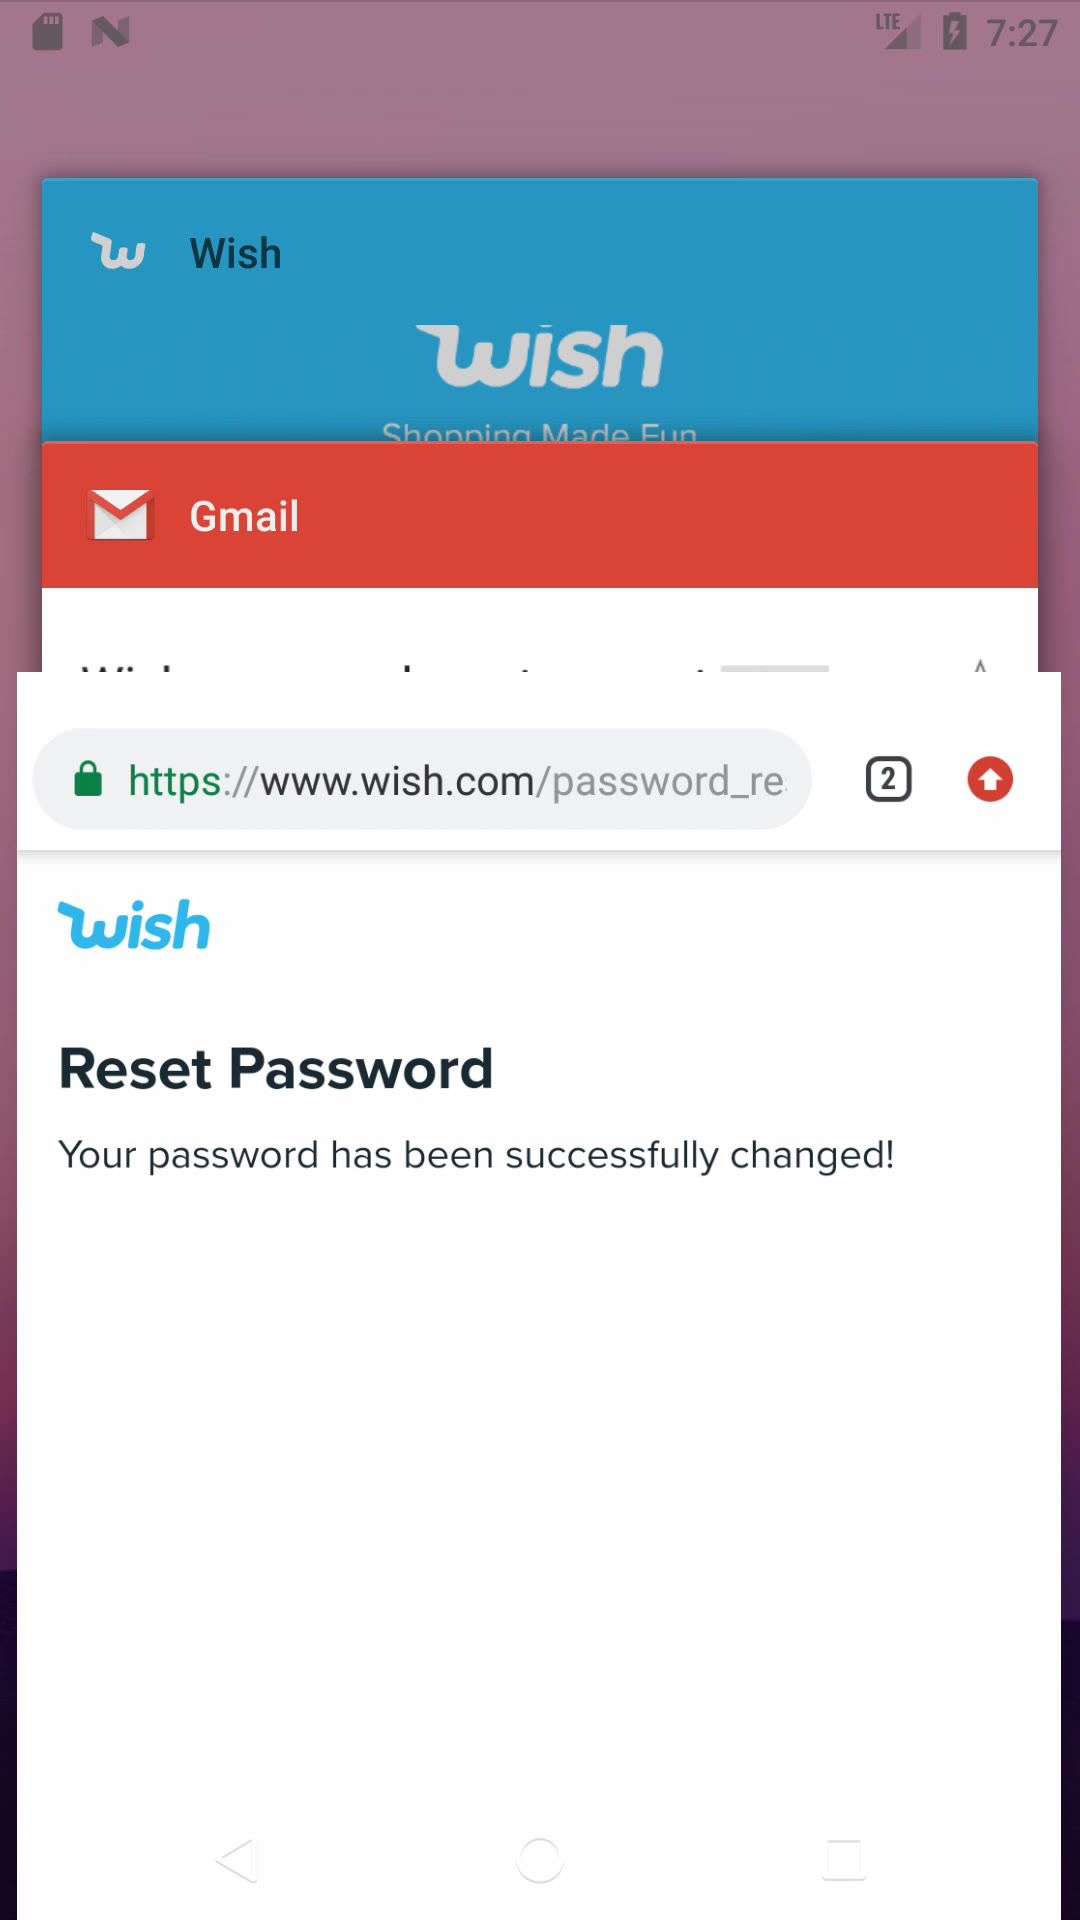 LTE 7:27
Wish
wish
Shopping Made Fun
Gmail
https://www.wish.com/password_re
2
wish
Reset Password
Your password has been successfully changed!